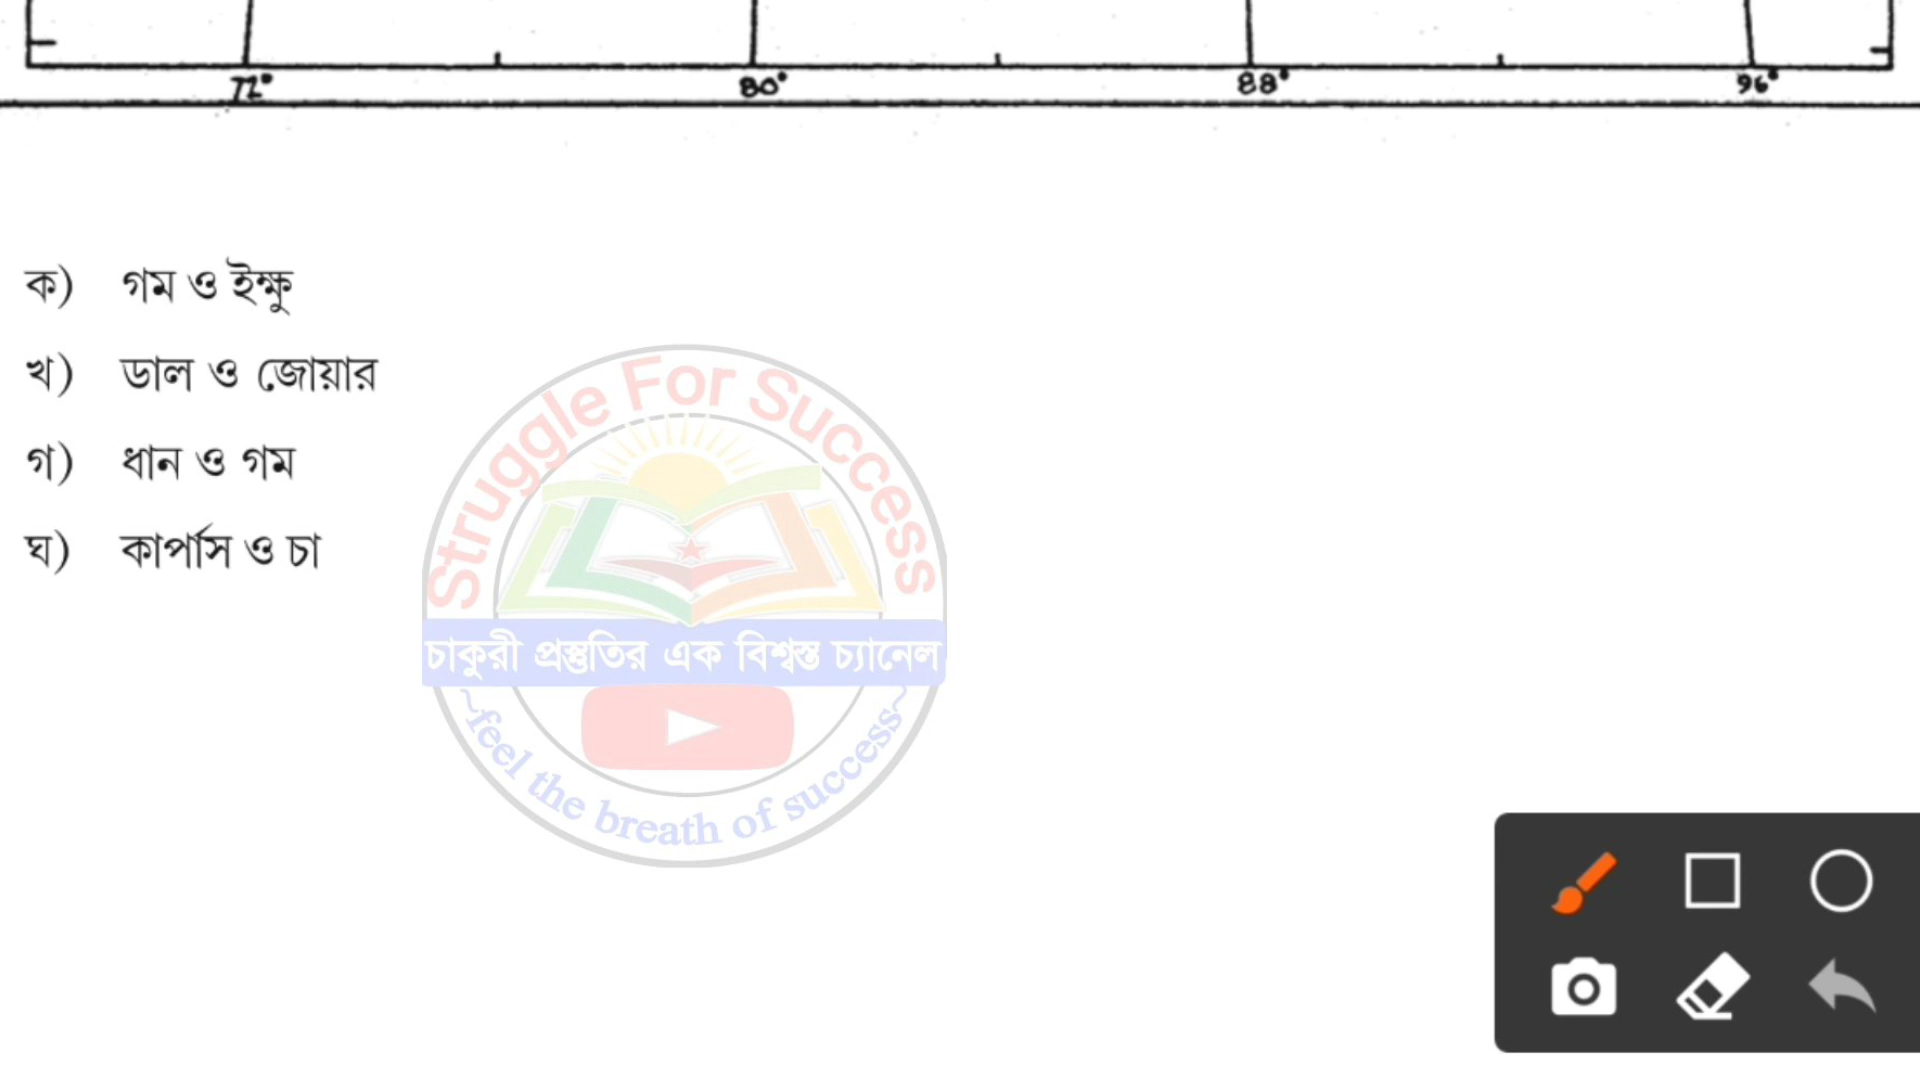 72° 80° 88° 96°
ক) গম ও ইক্ষু
খ) ডাল ও জোয়ার
গ) ধান ও গম
ঘ) কার্পাস ও চা
Struggle For Success
চাকুরী প্রস্তুতির এক বিশ্বস্ত চ্যানেল
~feel the breath of success~